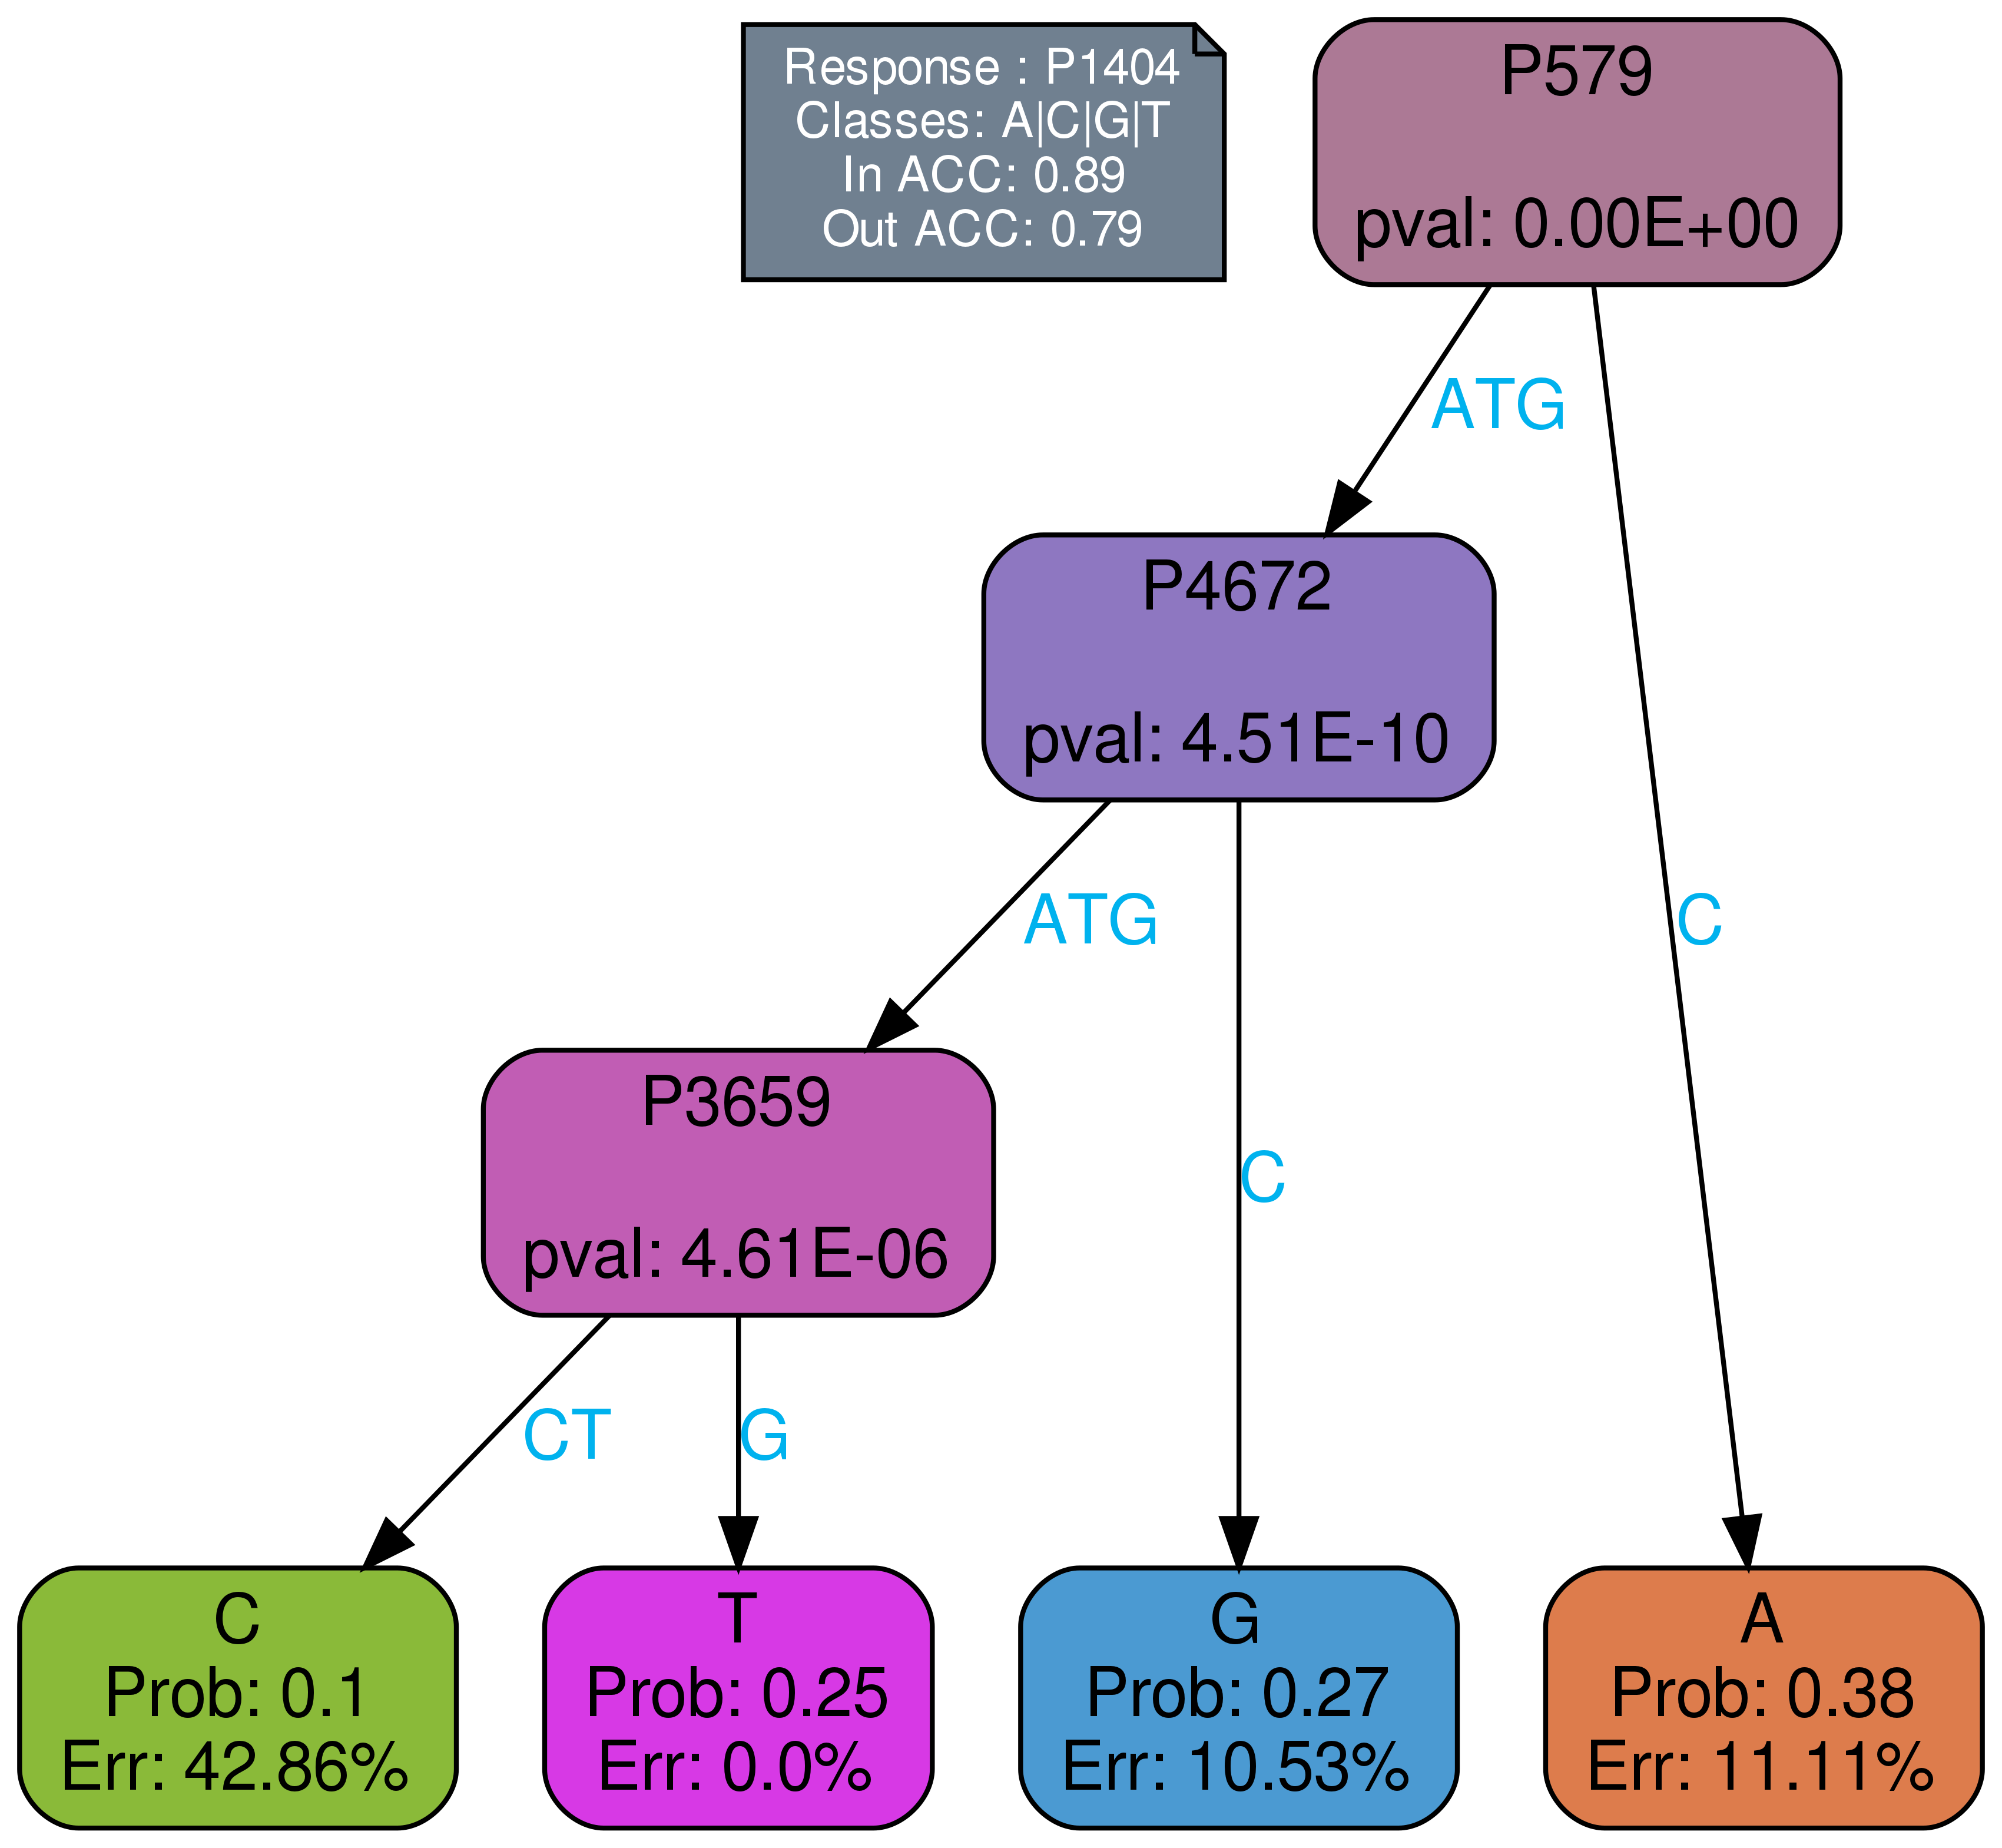 Response : P1404
Classes: A|C|G|T
In ACC: 0.89
Out ACC: 0.79
P579
pval: 0.00E+00
ATG
C
P4672
pval: 4.51E-10
ATG
C
P3659
pval: 4.61E-06
CT
G
C
Prob: 0.1
Err: 42.86%
T
Prob: 0.25
Err: 0.0%
G
Prob: 0.27
Err: 10.53%
A
Prob: 0.38
Err: 11.11%